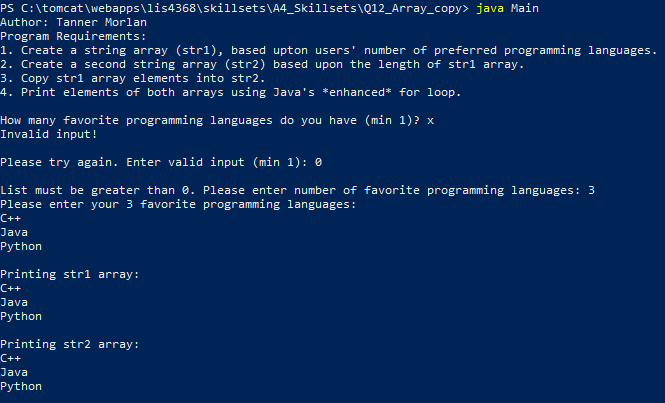 PS C:\tomcat\webapps\lis4368\skillsets\A4_Skillsets\Q12_Array_copy> java Main
Author: Tanner Morlan
Program Requirements:
1. Create a string array (str1), based upton users' number of preferred programming languages.
2. Create a second string array (str2) based upon the length of str1 array.
3. Copy str1 array elements into str2.
4. Print elements of both arrays using Java's *enhanced* for loop.
How many favorite programming languages do you have (min 1)? x
Invalid input!
Please try again. Enter valid input (min 1): 0
List must be greater than 0. Please enter number of favorite programming languages: 3
Please enter your 3 favorite programming languages:
C++
Java
Python
Printing str1 array:
C++
Java
Python
Printing str2 array:
C++
Java
Python